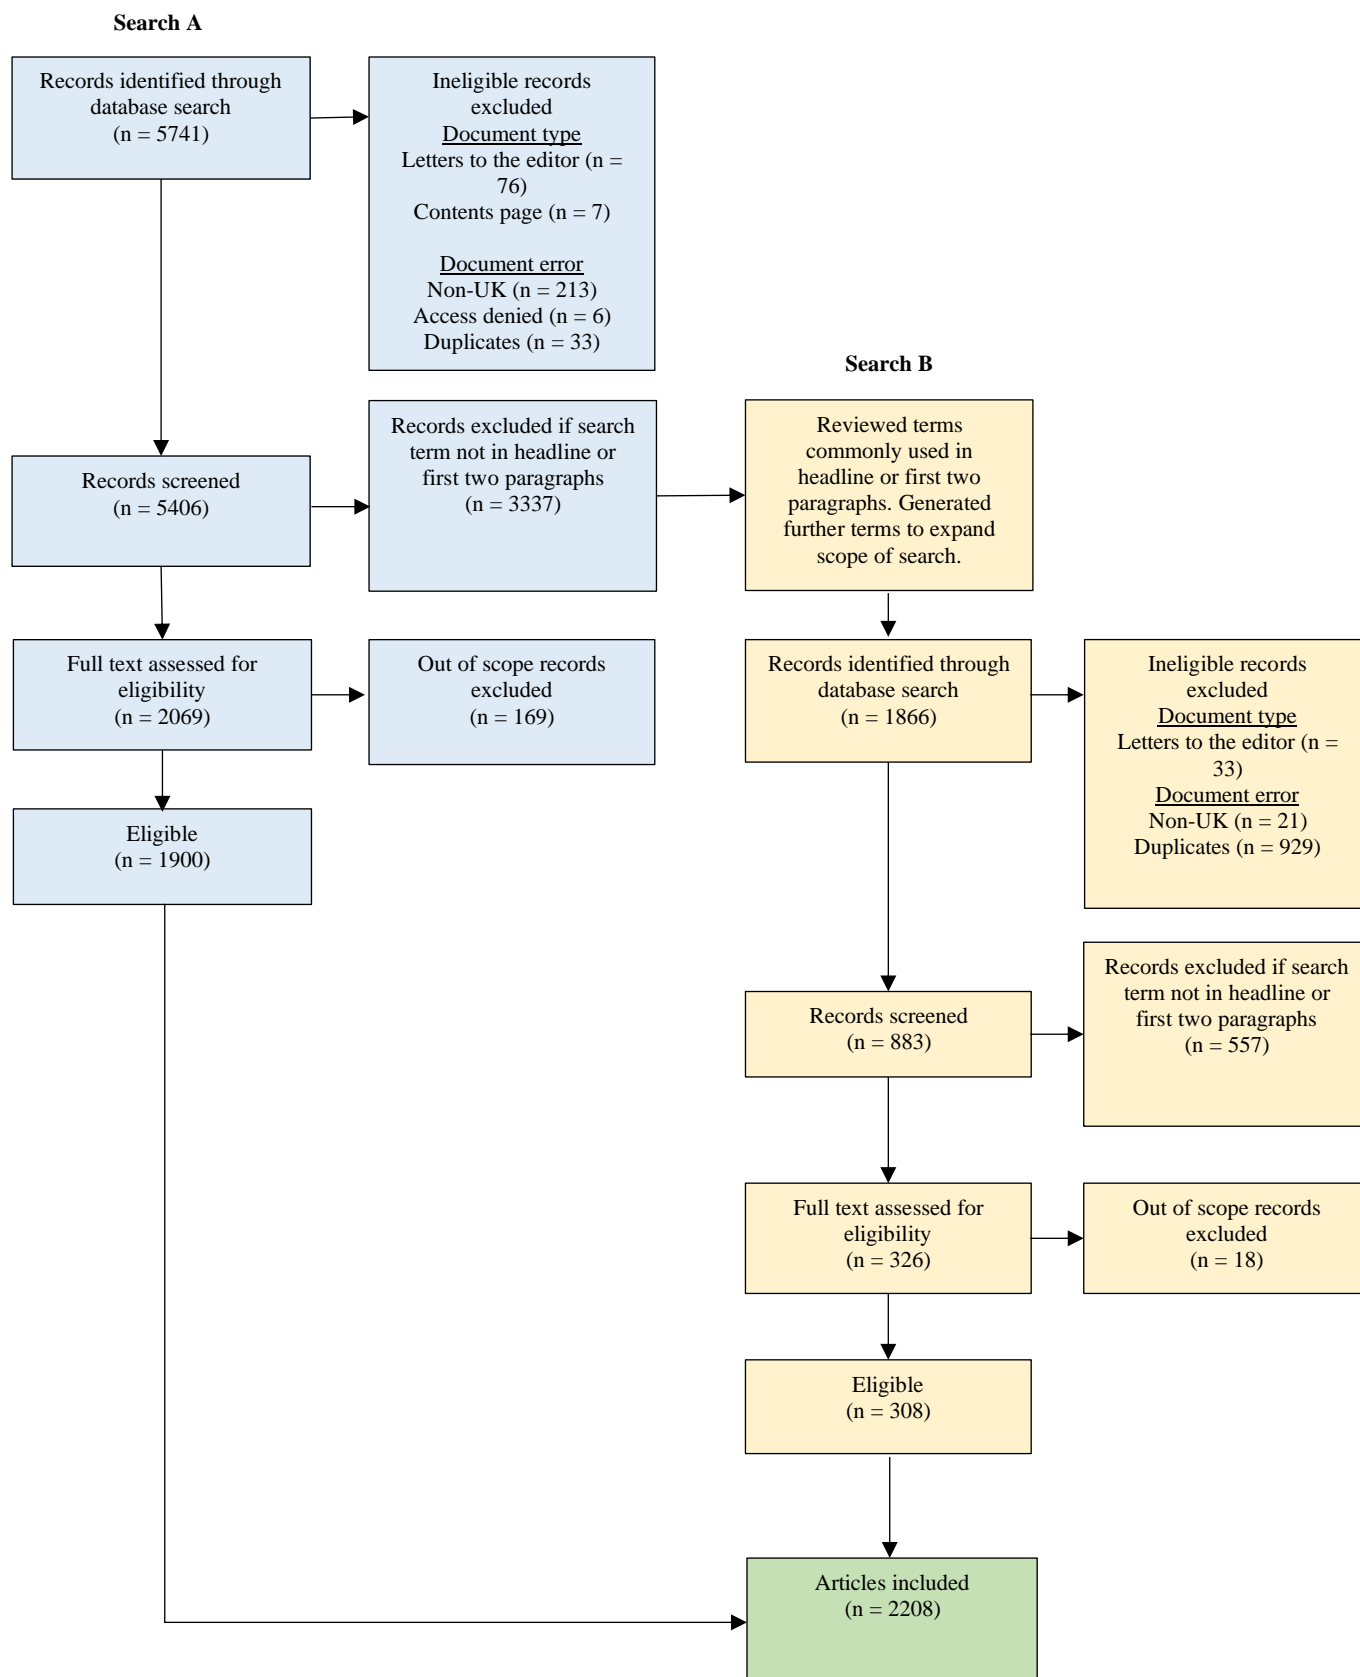 Search A
Records identified through
database search
(n = 5741)
Ineligible records
excluded
Document type
Letters to the editor (n =
76)
Contents page (n = 7)
Document error
Non-UK (n = 213)
Access denied (n = 6)
Duplicates (n = 33)
Search B
Records screened
(n = 5406)
Records excluded if search
term not in headline or
first two paragraphs
(n = 3337)
Reviewed terms
commonly used in
headline or first two
paragraphs. Generated
further terms to expand
scope of search.
Full text assessed for
eligibility
(n = 2069)
Out of scope records
excluded
(n = 169)
Records identified through
database search
(n = 1866)
Ineligible records
excluded
Document type
Letters to the editor (n =
33)
Document error
Non-UK (n = 21)
Duplicates (n = 929)
Eligible
(n = 1900)
Records screened
(n = 883)
Records excluded if search
term not in headline or
first two paragraphs
(n = 557)
Full text assessed for
eligibility
(n = 326)
Out of scope records
excluded
(n = 18)
Eligible
(n = 308)
Articles included
(n = 2208)